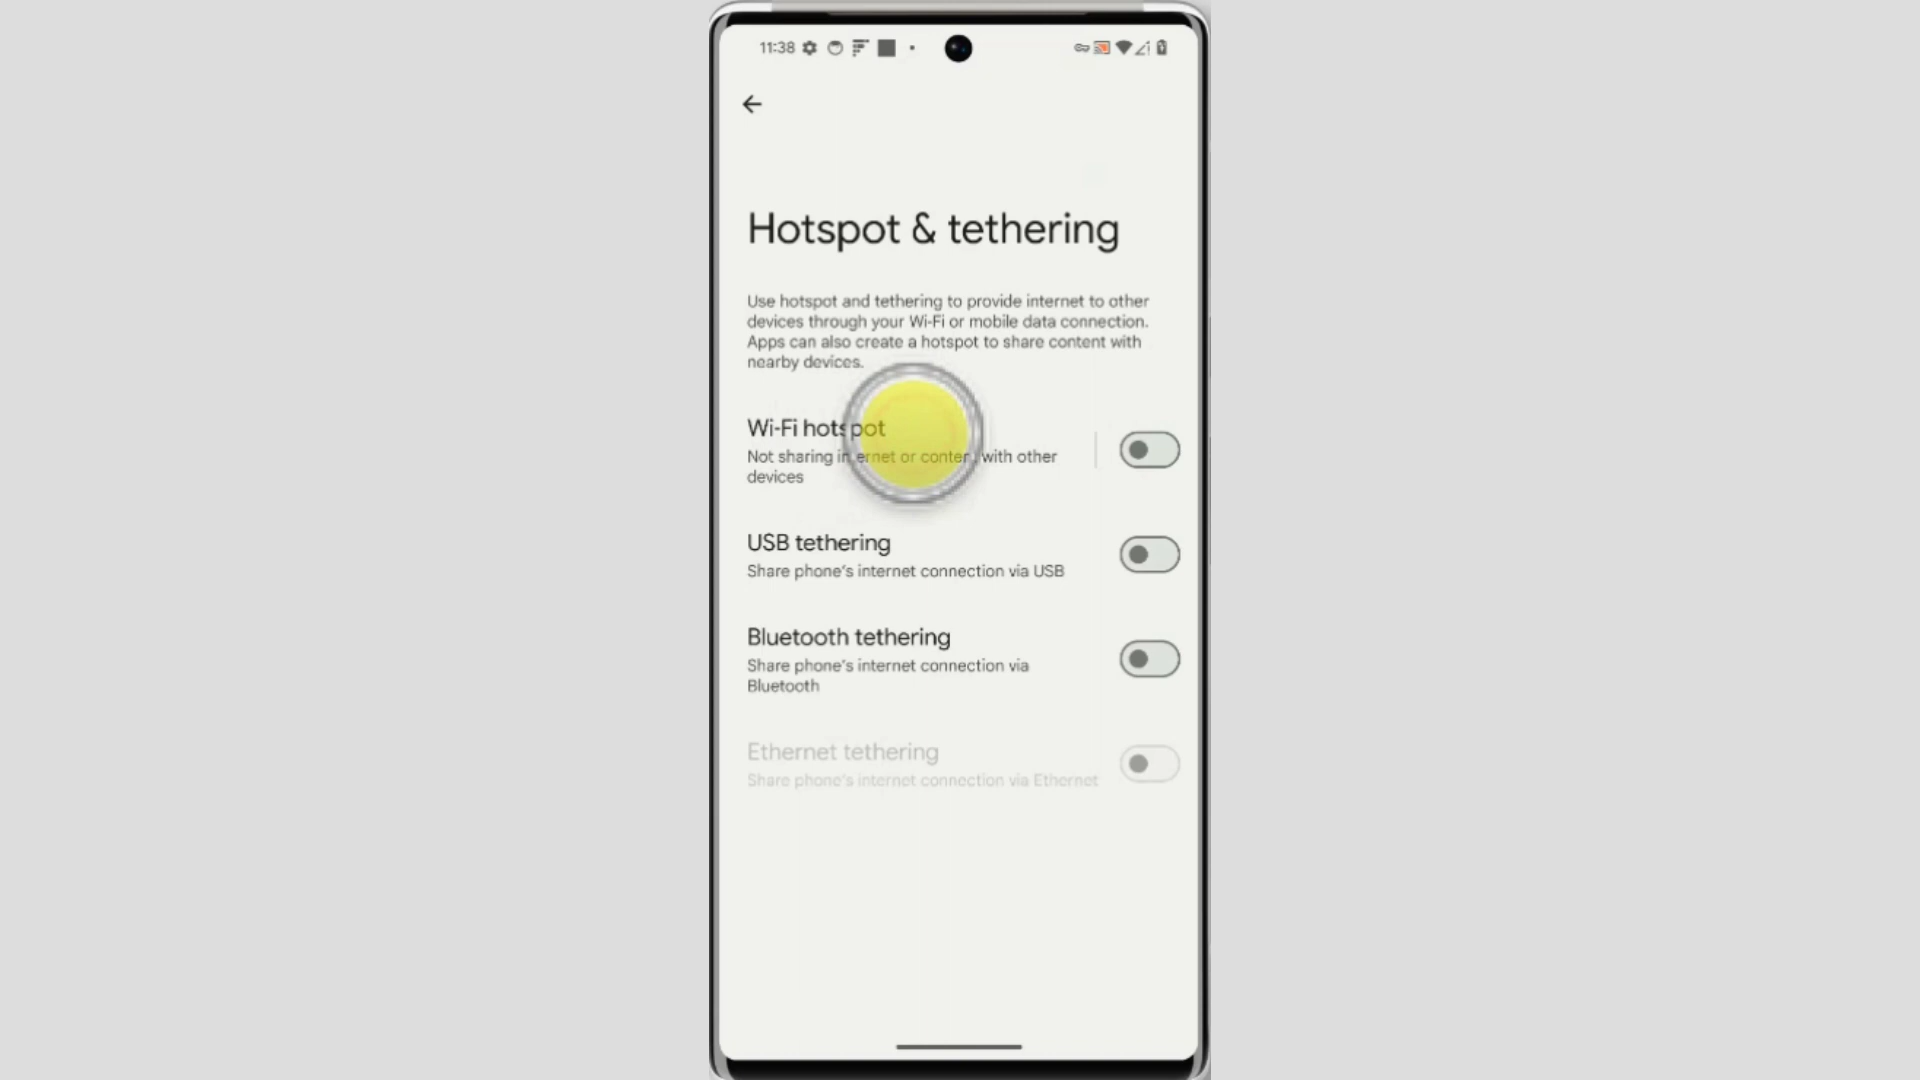 11:38
Hotspot & tethering
Use hotspot and tethering to provide internet to other
devices through your Wi-Fi or mobile data connection.
Apps can also create a hotspot to share content with
nearby devices.
Wi-Fi hotspot
Not sharing internet or content with other
devices
USB tethering
Share phone's internet connection via USB
Bluetooth tethering
Share phone's internet connection via
Bluetooth
Ethernet tethering
Share phone's internet connection via Ethernet